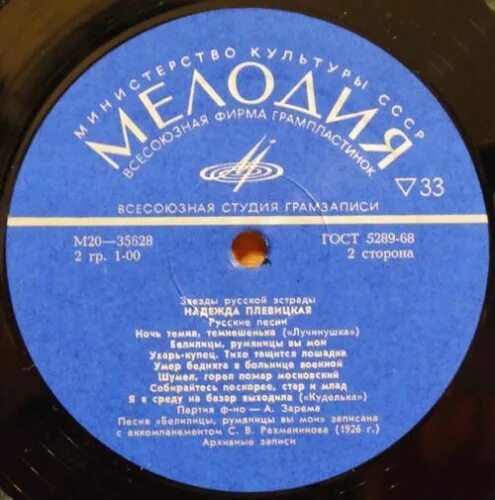 МИНИСТЕРСТВО КУЛЬТУРЫ СССР
МЕЛОДИЯ
ВСЕСОЮЗНАЯ ФИРМА ГРАМПЛАСТИНОК
▽33
ВСЕСОЮЗНАЯ СТУДИЯ ГРАМЗАПИСИ
М20—35628
ГОСТ 5289-68
2 гр. 1-00
2 сторона
Звезды русской эстрады
НАДЕЖДА ПЛЕВИЦКАЯ
Русские песни
Ночь темна, темнешенька («Лучинушка»)
Белилицы, румяницы вы мои
Ухарь-купец. Тихо тащится лошадка
Умер бедняга в больнице военной
Шумел, горел пожар московский
Собирайтесь поскорее, стар и млад
Я в среду на базар выходила («Куделька»)
Партия ф-но — А. Зарема
Песня «Белилицы, румяницы вы мои» записана
с аккомпанементом С. В. Рахманинова (1926 г.)
Архивные записи